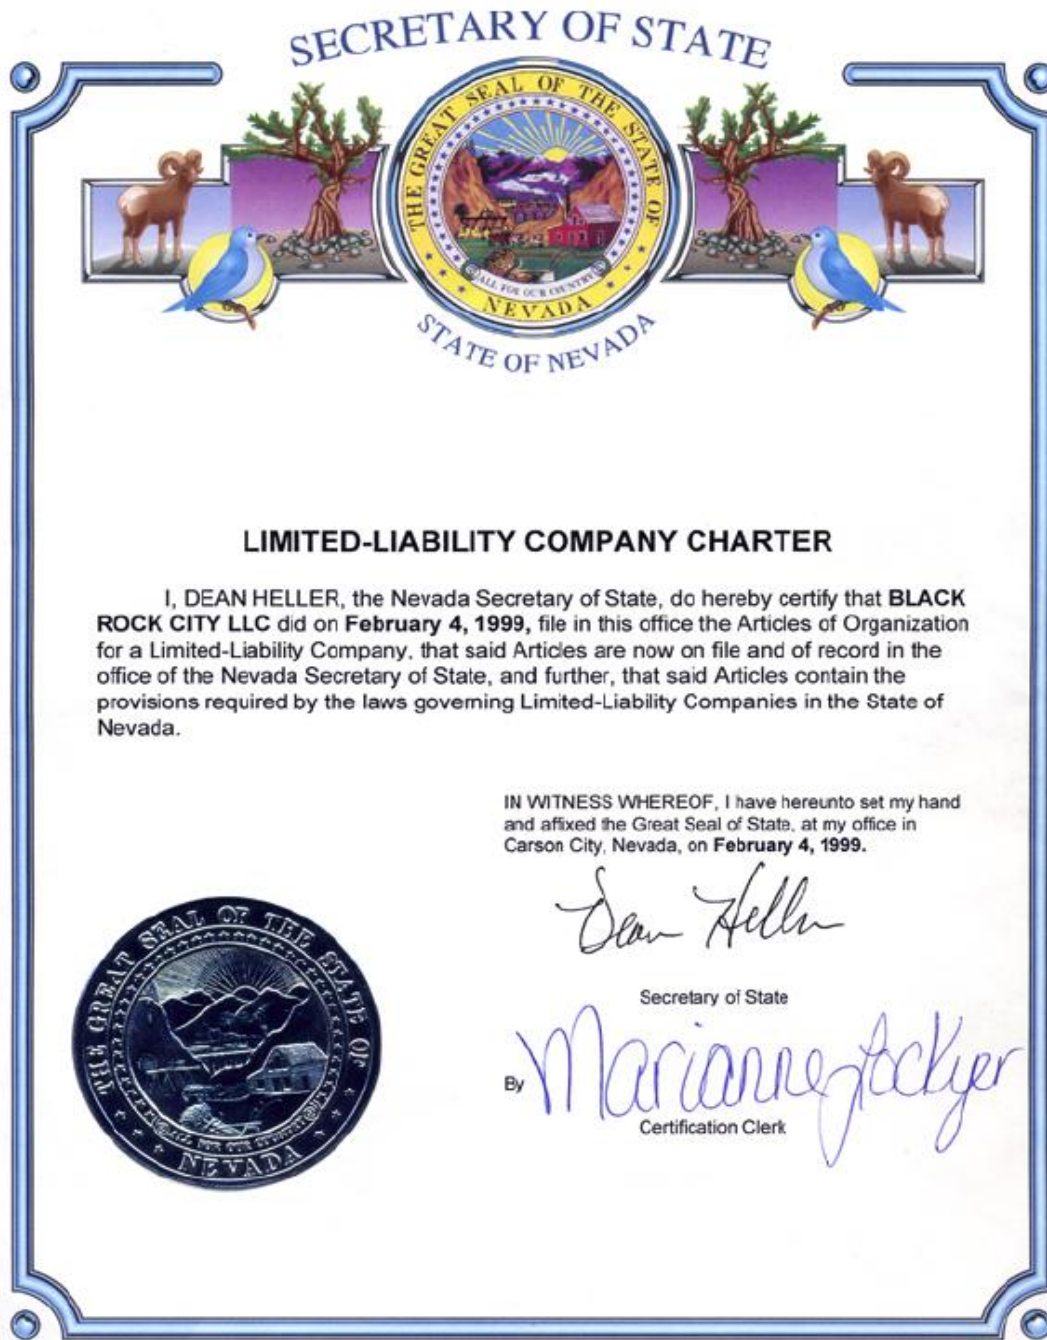 SECRETARY OF STATE
THE GREAT SEAL OF THE STATE OF
ALL FOR OUR COUNTRY
NEVADA
STATE OF NEVADA
LIMITED-LIABILITY COMPANY CHARTER
I, DEAN HELLER, the Nevada Secretary of State, do hereby certify that BLACK
ROCK CITY LLC did on February 4, 1999, file in this office the Articles of Organization
for a Limited-Liability Company, that said Articles are now on file and of record in the
office of the Nevada Secretary of State, and further, that said Articles contain the
provisions required by the laws governing Limited-Liability Companies in the State of
Nevada.
IN WITNESS WHEREOF, I have hereunto set my hand
and affixed the Great Seal of State, at my office in
Carson City, Nevada, on February 4, 1999.
Dean Heller
Secretary of State
By Marianne Lockyer
Certification Clerk
THE GREAT SEAL OF THE STATE OF
ALL FOR OUR COUNTRY
NEVADA